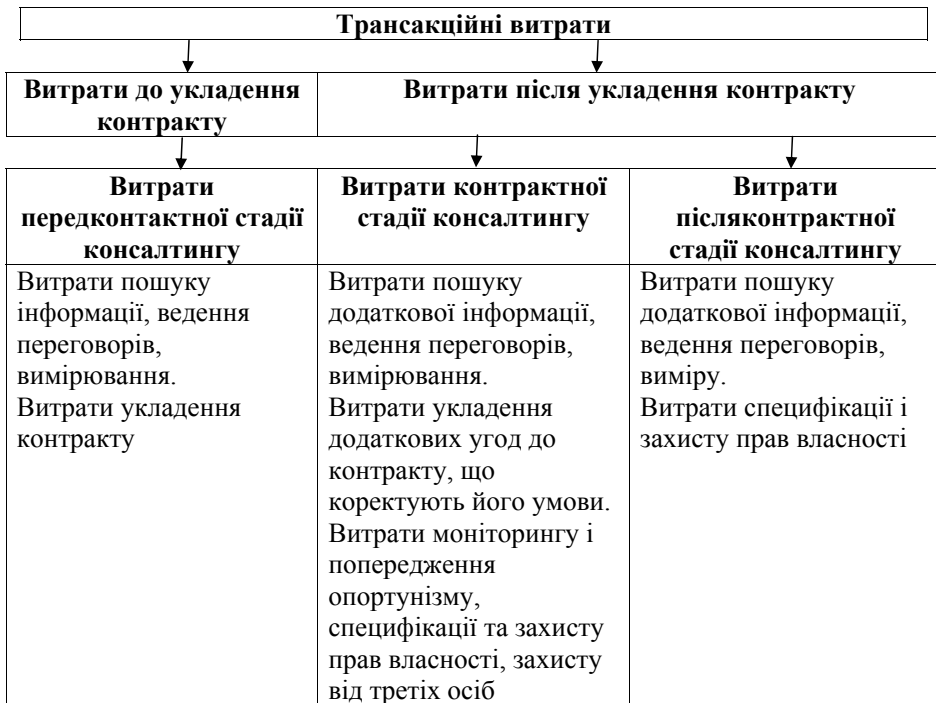 Трансакційні витрати
Витрати до укладення
контракту
Витрати після укладення контракту
Витрати
передконтактної стадії
консалтингу
Витрати контрактної
стадії консалтингу
Витрати
післяконтрактної
стадії консалтингу
Витрати пошуку
інформації, ведення
переговорів,
вимірювання.
Витрати укладення
контракту
Витрати пошуку
додаткової інформації,
ведення переговорів,
вимірювання.
Витрати укладення
додаткових угод до
контракту, що
коректують його умови.
Витрати моніторингу і
попередження
опортунізму,
специфікації та захисту
прав власності, захисту
від третіх осіб
Витрати пошуку
додаткової інформації,
ведення переговорів,
виміру.
Витрати специфікації і
захисту прав власності